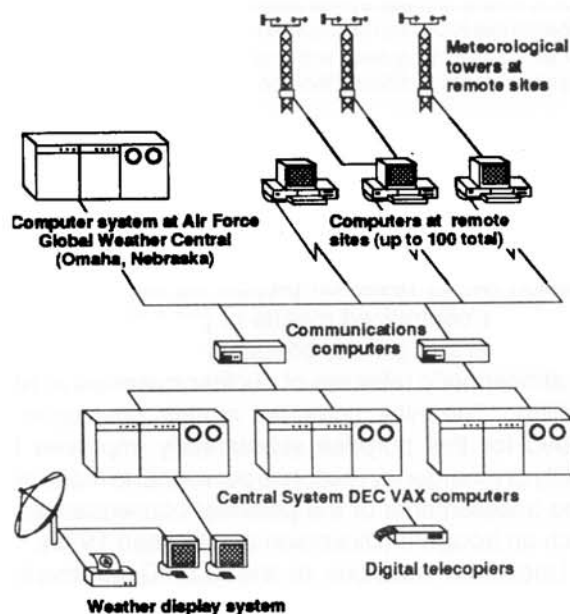 Meteorological
towers at
remote sites
Computer system at Air Force
Global Weather Central
(Omaha, Nebraska)
Computers at remote
sites (up to 100 total)
Communications
computers
Central System DEC VAX computers
Digital telecopiers
Weather display system